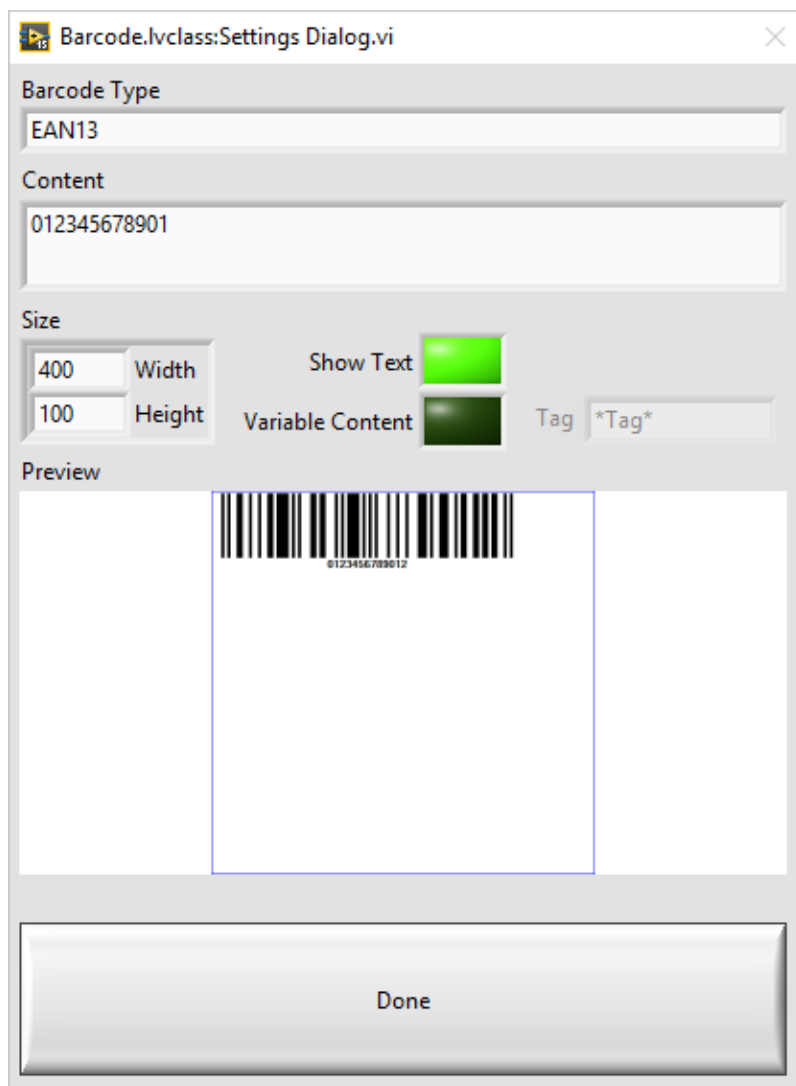 Barcode.lvclass:Settings Dialog.vi
Barcode Type
EAN13
Content
012345678901
Size
400 Width
100 Height
Show Text
Variable Content
Tag *Tag*
Preview
0123456789012
Done